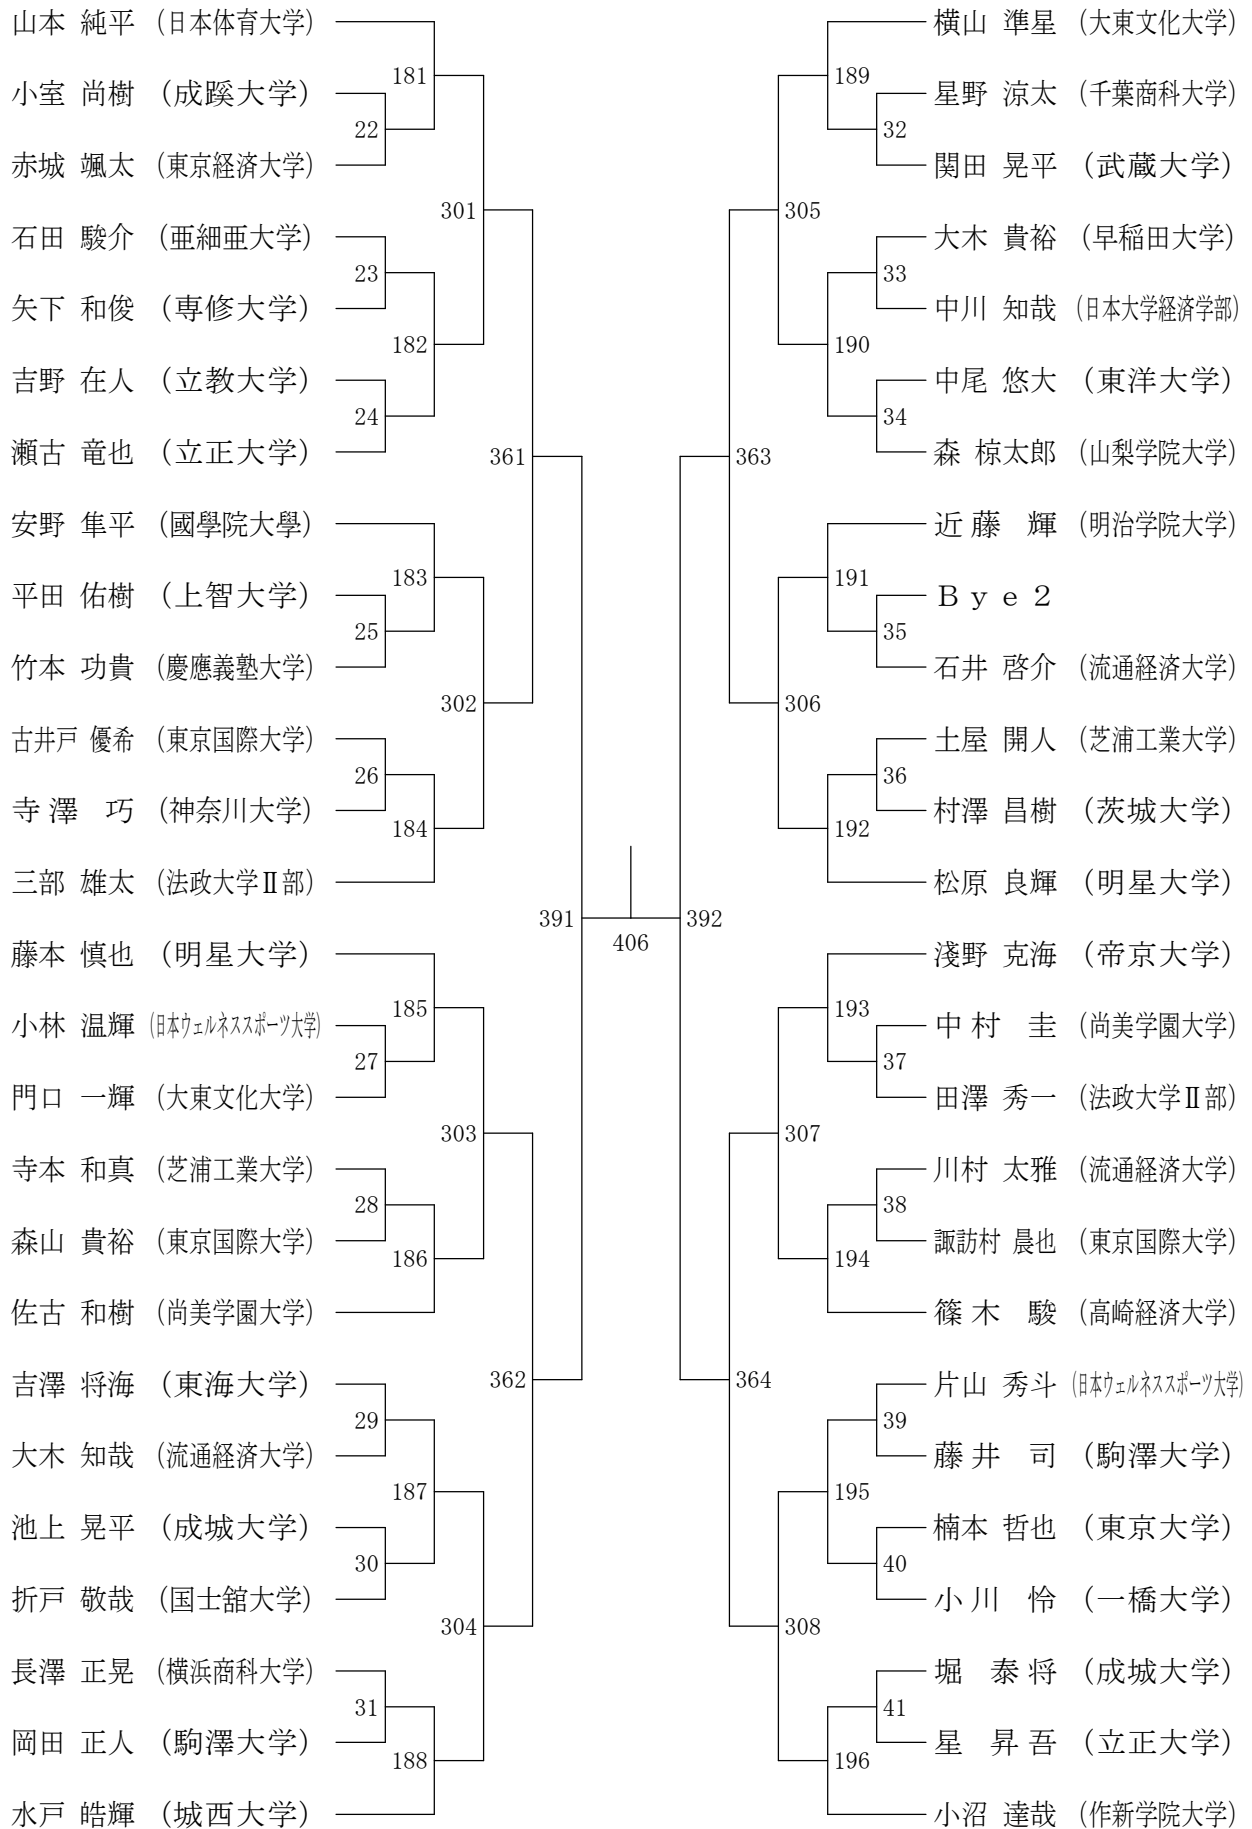 山本 純平 (日本体育大学)
小室 尚樹 (成蹊大学)
赤城 颯太 (東京経済大学)
石田 駿介 (亜細亜大学)
矢下 和俊 (専修大学)
吉野 在人 (立教大学)
瀬古 竜也 (立正大学)
安野 隼平 (國學院大學)
平田 佑樹 (上智大学)
竹本 功貴 (慶應義塾大学)
古井戸 優希 (東京国際大学)
寺澤 巧 (神奈川大学)
三部 雄太 (法政大学Ⅱ部)
藤本 慎也 (明星大学)
小林 温輝 (日本ウェルネススポーツ大学)
門口 一輝 (大東文化大学)
寺本 和真 (芝浦工業大学)
森山 貴裕 (東京国際大学)
佐古 和樹 (尚美学園大学)
吉澤 将海 (東海大学)
大木 知哉 (流通経済大学)
池上 晃平 (成城大学)
折戸 敬哉 (国士舘大学)
長澤 正晃 (横浜商科大学)
岡田 正人 (駒澤大学)
水戸 皓輝 (城西大学)
22
23
24
25
26
27
28
29
30
31
181
182
183
184
185
186
187
188
301
302
303
304
361
362
391
406
392
363
364
305
306
307
308
189
190
191
192
193
194
195
196
32
33
34
35
36
37
38
39
40
41
横山 準星 (大東文化大学)
星野 涼太 (千葉商科大学)
関田 晃平 (武蔵大学)
大木 貴裕 (早稲田大学)
中川 知哉 (日本大学経済学部)
中尾 悠大 (東洋大学)
森 椋太郎 (山梨学院大学)
近藤 輝 (明治学院大学)
Bye2
石井 啓介 (流通経済大学)
土屋 開人 (芝浦工業大学)
村澤 昌樹 (茨城大学)
松原 良輝 (明星大学)
淺野 克海 (帝京大学)
中村 圭 (尚美学園大学)
田澤 秀一 (法政大学Ⅱ部)
川村 太雅 (流通経済大学)
諏訪村 晨也 (東京国際大学)
篠木 駿 (高崎経済大学)
片山 秀斗 (日本ウェルネススポーツ大学)
藤井 司 (駒澤大学)
楠本 哲也 (東京大学)
小川 怜 (一橋大学)
堀 泰将 (成城大学)
星 昇吾 (立正大学)
小沼 達哉 (作新学院大学)